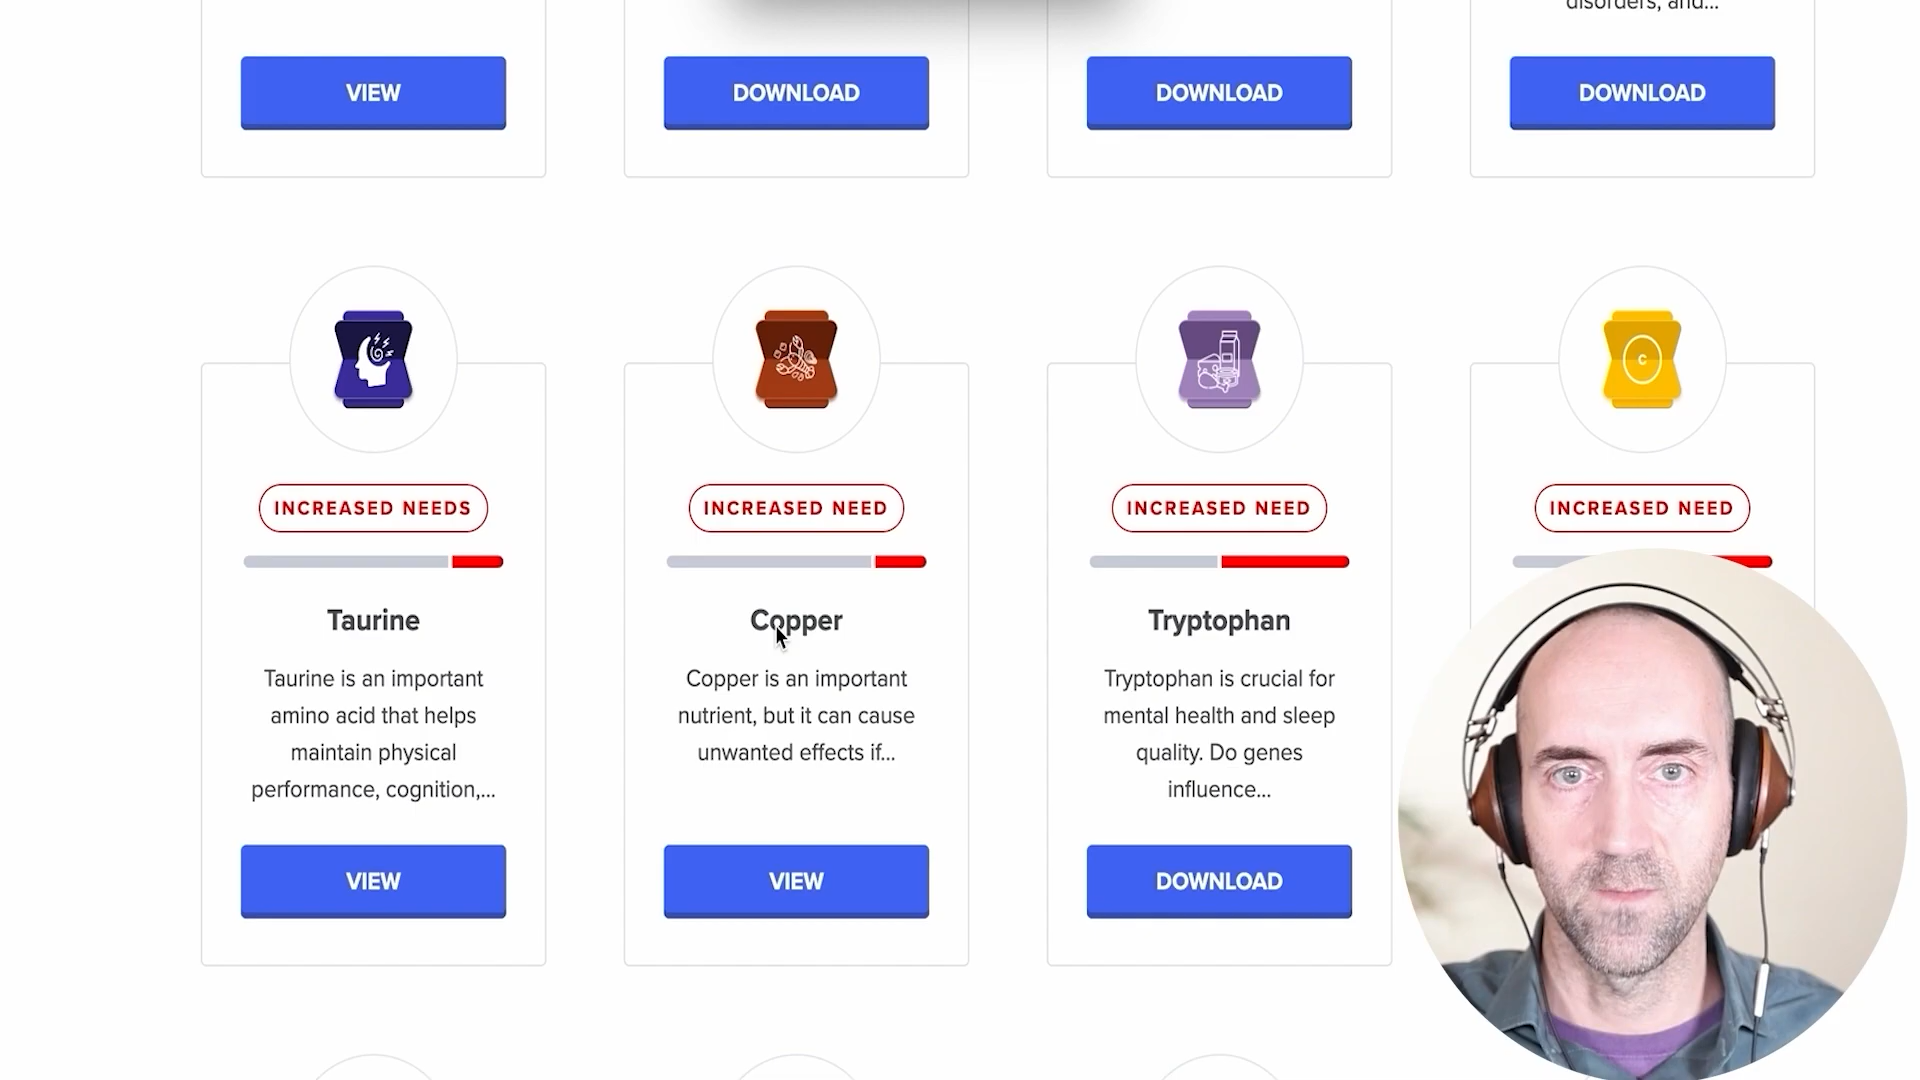 disorders, and...
VIEW
DOWNLOAD
DOWNLOAD
DOWNLOAD
C
INCREASED NEEDS
INCREASED NEED
INCREASED NEED
INCREASED NEED
Taurine
Copper
Tryptophan
Taurine is an important
amino acid that helps
maintain physical
performance, cognition,...
Copper is an important
nutrient, but it can cause
unwanted effects if...
Tryptophan is crucial for
mental health and sleep
quality. Do genes
influence...
VIEW
VIEW
DOWNLOAD